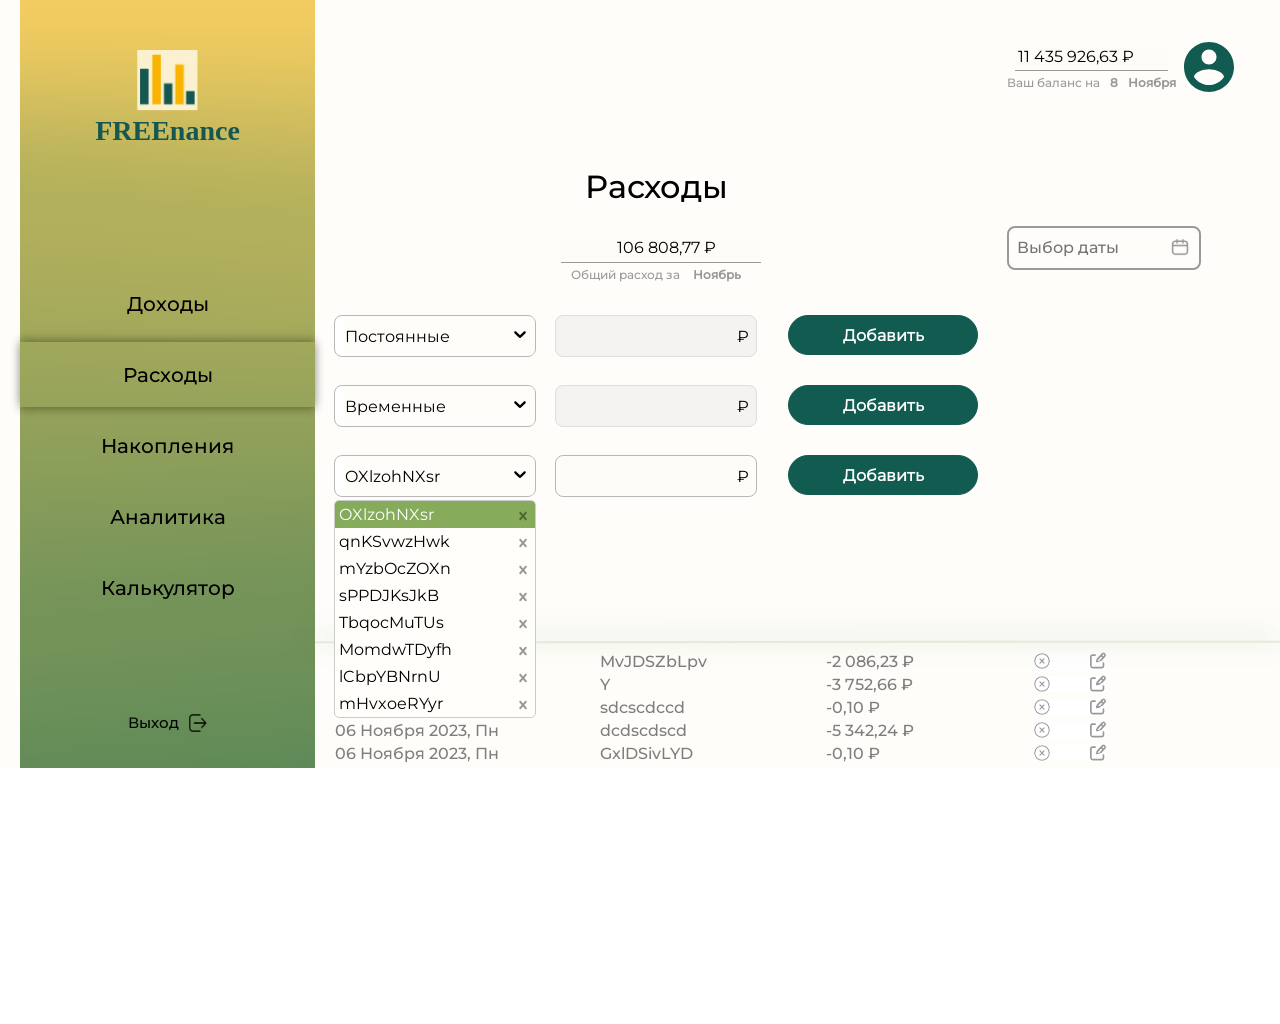 FREEnance
Доходы
Расходы
Накопления
Аналитика
Калькулятор
Выход
11 435 926,63 ₽
Ваш баланс на 8 Ноября
Расходы
106 808,77 ₽
Общий расход за Ноябрь
Выбор даты
Постоянные ₽ Добавить
Временные ₽ Добавить
OXlzohNXsr ₽ Добавить
OXlzohNXsr x
qnKSvwzHwk x
mYzbOcZOXn x
sPPDJKsJkB x
TbqocMuTUs x
MomdwTDyfh x
lCbpYBNrnU x
mHvxoeRYyr x
MvJDSZbLpv -2 086,23 ₽
Y -3 752,66 ₽
sdcscdccd -0,10 ₽
06 Ноября 2023, Пн dcdscdscd -5 342,24 ₽
06 Ноября 2023, Пн GxlDSivLYD -0,10 ₽